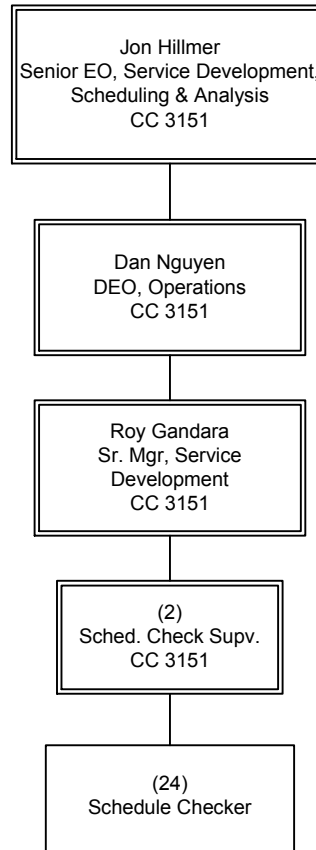 Jon Hillmer
Senior EO, Service Development,
Scheduling & Analysis
CC 3151
Dan Nguyen
DEO, Operations
CC 3151
Roy Gandara
Sr. Mgr, Service
Development
CC 3151
(2)
Sched. Check Supv.
CC 3151
(24)
Schedule Checker